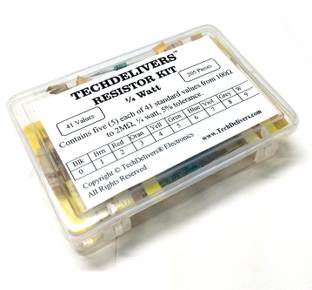 TECHDELIVERS™
RESISTOR KIT
¼ Watt
41 Values
205 Pieces
Contains five (5) each of 41 standard values from 100Ω
to 2MΩ, ¼ watt, 5% tolerance.
Blk Brn Red Oran Yell Grn Blue Viol Grey W
0 1 2 3 4 5 6 7 8 9
Copyright © TechDelivers® Electronics
All Rights Reserved.
www.TechDelivers.com